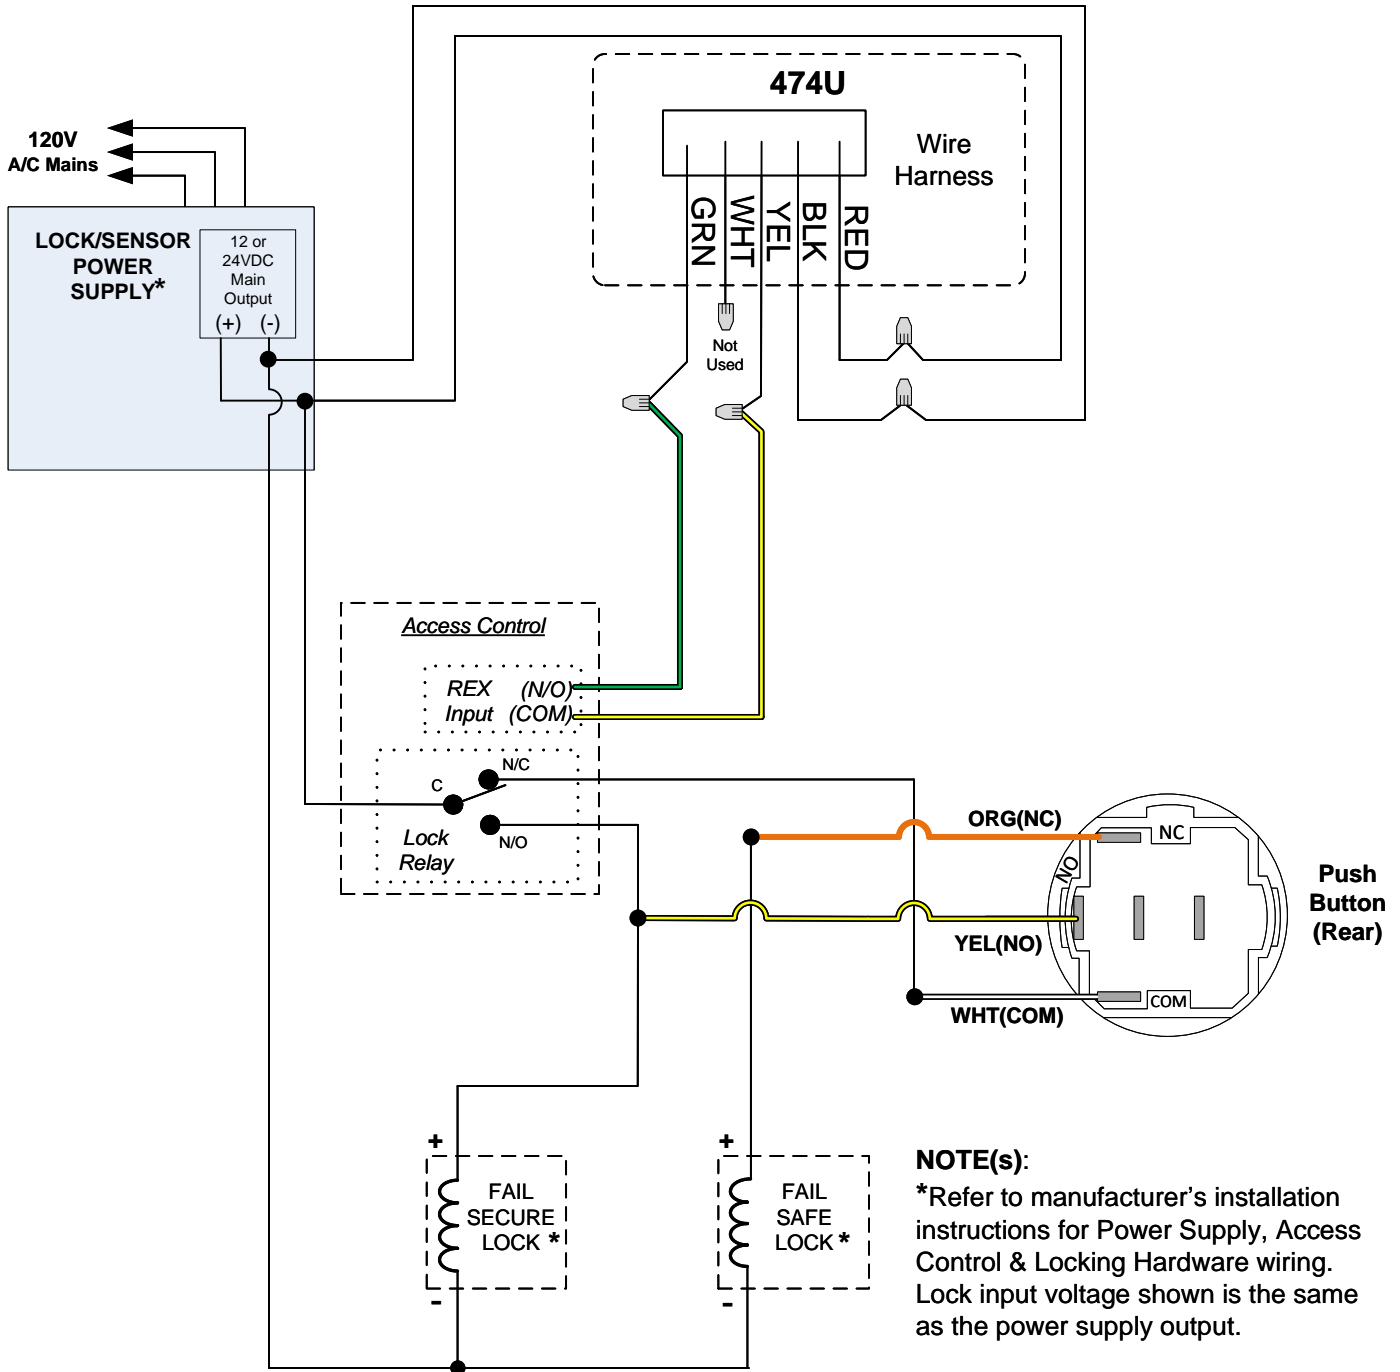 474U
Wire
Harness
GRN
WHT
YEL
BLK
RED
Not
Used
120V
A/C Mains
LOCK/SENSOR
POWER
SUPPLY*
12 or
24VDC
Main
Output
(+) (-)
Access Control
REX (N/O)
Input (COM)
N/C
C
N/O
Lock
Relay
ORG(NC)
YEL(NO)
WHT(COM)
NC
NO
COM
Push
Button
(Rear)
+
FAIL
SECURE
LOCK *
-
+
FAIL
SAFE
LOCK *
-
NOTE(s):
*Refer to manufacturer's installation
instructions for Power Supply, Access
Control & Locking Hardware wiring.
Lock input voltage shown is the same
as the power supply output.